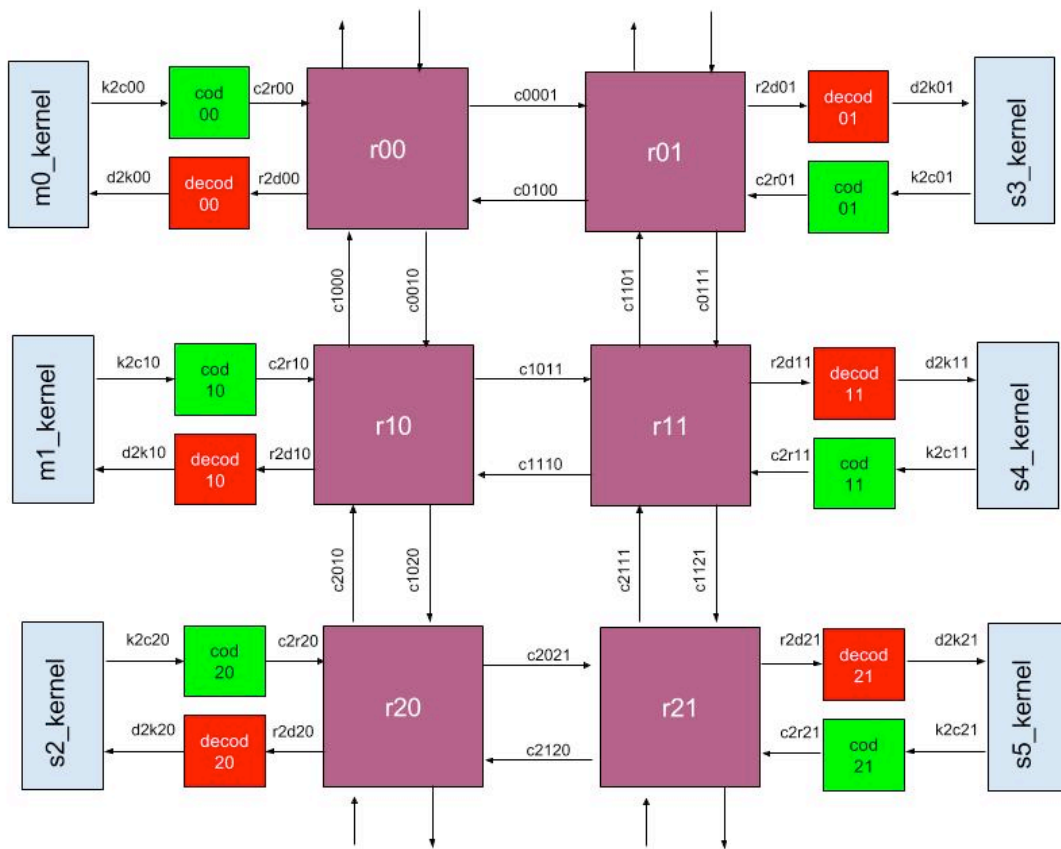 m0_kernel
k2c00
cod
00
c2r00
d2k00
decod
00
r2d00
r00
c0001
c0100
r01
r2d01
decod
01
d2k01
c2r01
cod
01
k2c01
s3_kernel
c1000
c0010
c1101
c0111
m1_kernel
k2c10
cod
10
c2r10
d2k10
decod
10
r2d10
r10
c1011
c1110
r11
r2d11
decod
11
d2k11
c2r11
cod
11
k2c11
s4_kernel
c2010
c1020
c2111
c1121
s2_kernel
k2c20
cod
20
c2r20
d2k20
decod
20
r2d20
r20
c2021
c2120
r21
r2d21
decod
21
d2k21
c2r21
cod
21
k2c21
s5_kernel